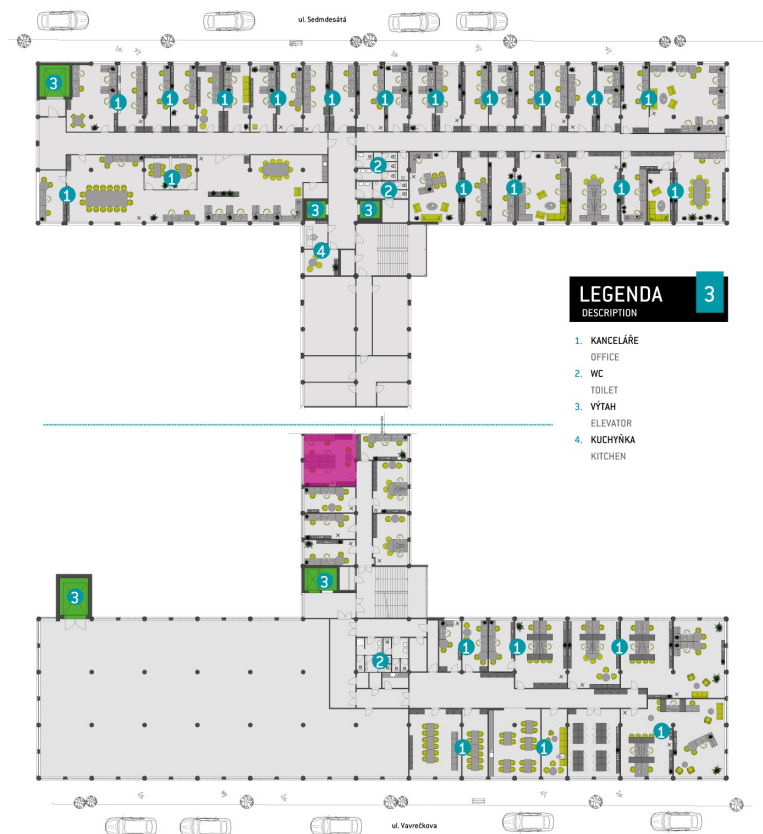 ul. Sedmdesátá
3
1 1 1 1 1 1 1 1 1 1 1
2
1 1
2 1 1 1 1
3 3
4
LEGENDA 3
DESCRIPTION
1. KANCELÁŘE
OFFICE
2. WC
TOILET
3. VÝTAH
ELEVATOR
4. KUCHYŇKA
KITCHEN
3
3
1 1 1
2
1
1 1
ul. Vavrečkova